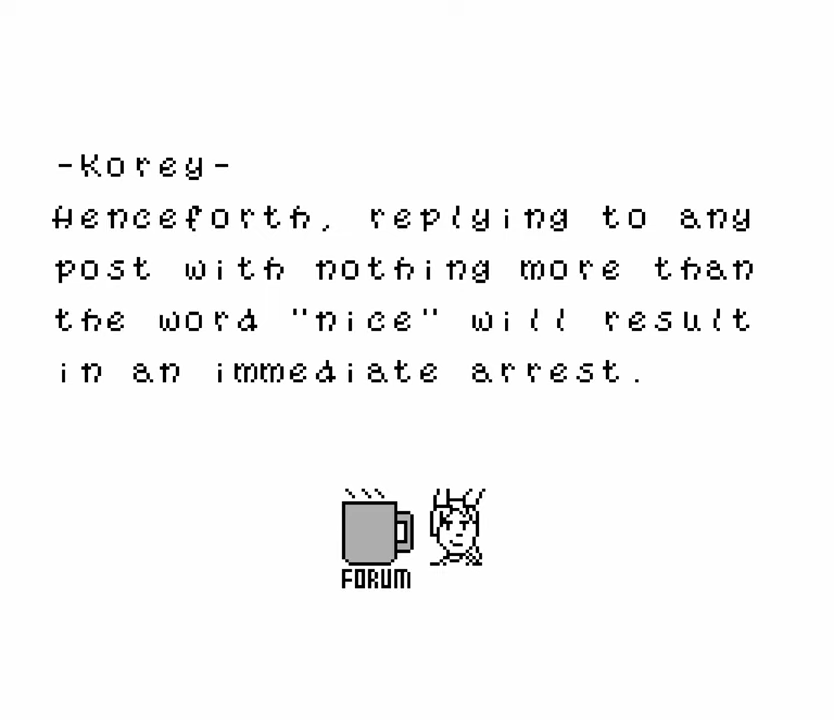 -Korey-
Henceforth, replying to any
post with nothing more than
the word "nice" will result
in an immediate arrest.
FORUM